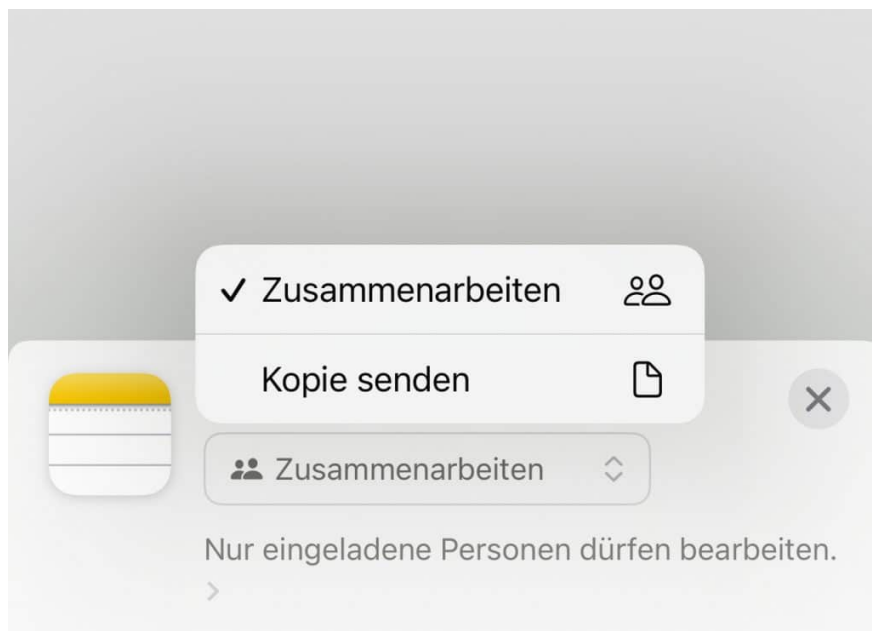 Zusammenarbeiten
Kopie senden
Zusammenarbeiten
Nur eingeladene Personen dürfen bearbeiten.